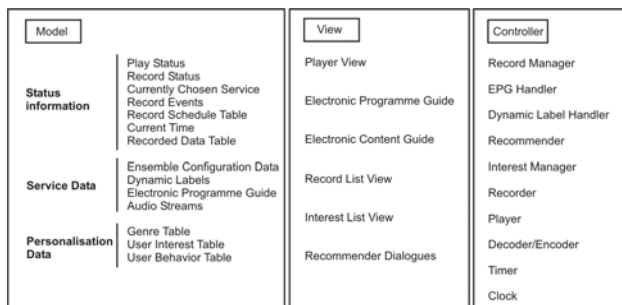 Model
Status
information
Play Status
Record Status
Currently Chosen Service
Record Events
Record Schedule Table
Current Time
Recorded Data Table
Service Data
Ensemble Configuration Data
Dynamic Labels
Electronic Programme Guide
Audio Streams
Personalisation
Data
Genre Table
User Interest Table
User Behavior Table
View
Player View
Electronic Programme Guide
Electronic Content Guide
Record List View
Interest List View
Recommender Dialogues
Controller
Record Manager
EPG Handler
Dynamic Label Handler
Recommender
Interest Manager
Recorder
Player
Decoder/Encoder
Timer
Clock